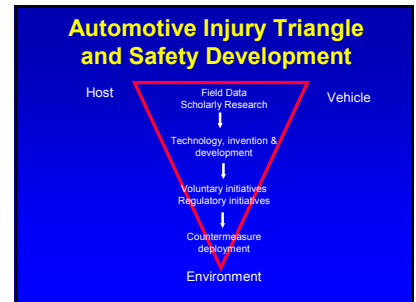 Automotive Injury Triangle
and Safety Development
Host
Field Data
Scholarly Research
Vehicle
Technology, invention &
development
Voluntary initiatives
Regulatory initiatives
Countermeasure
deployment
Environment